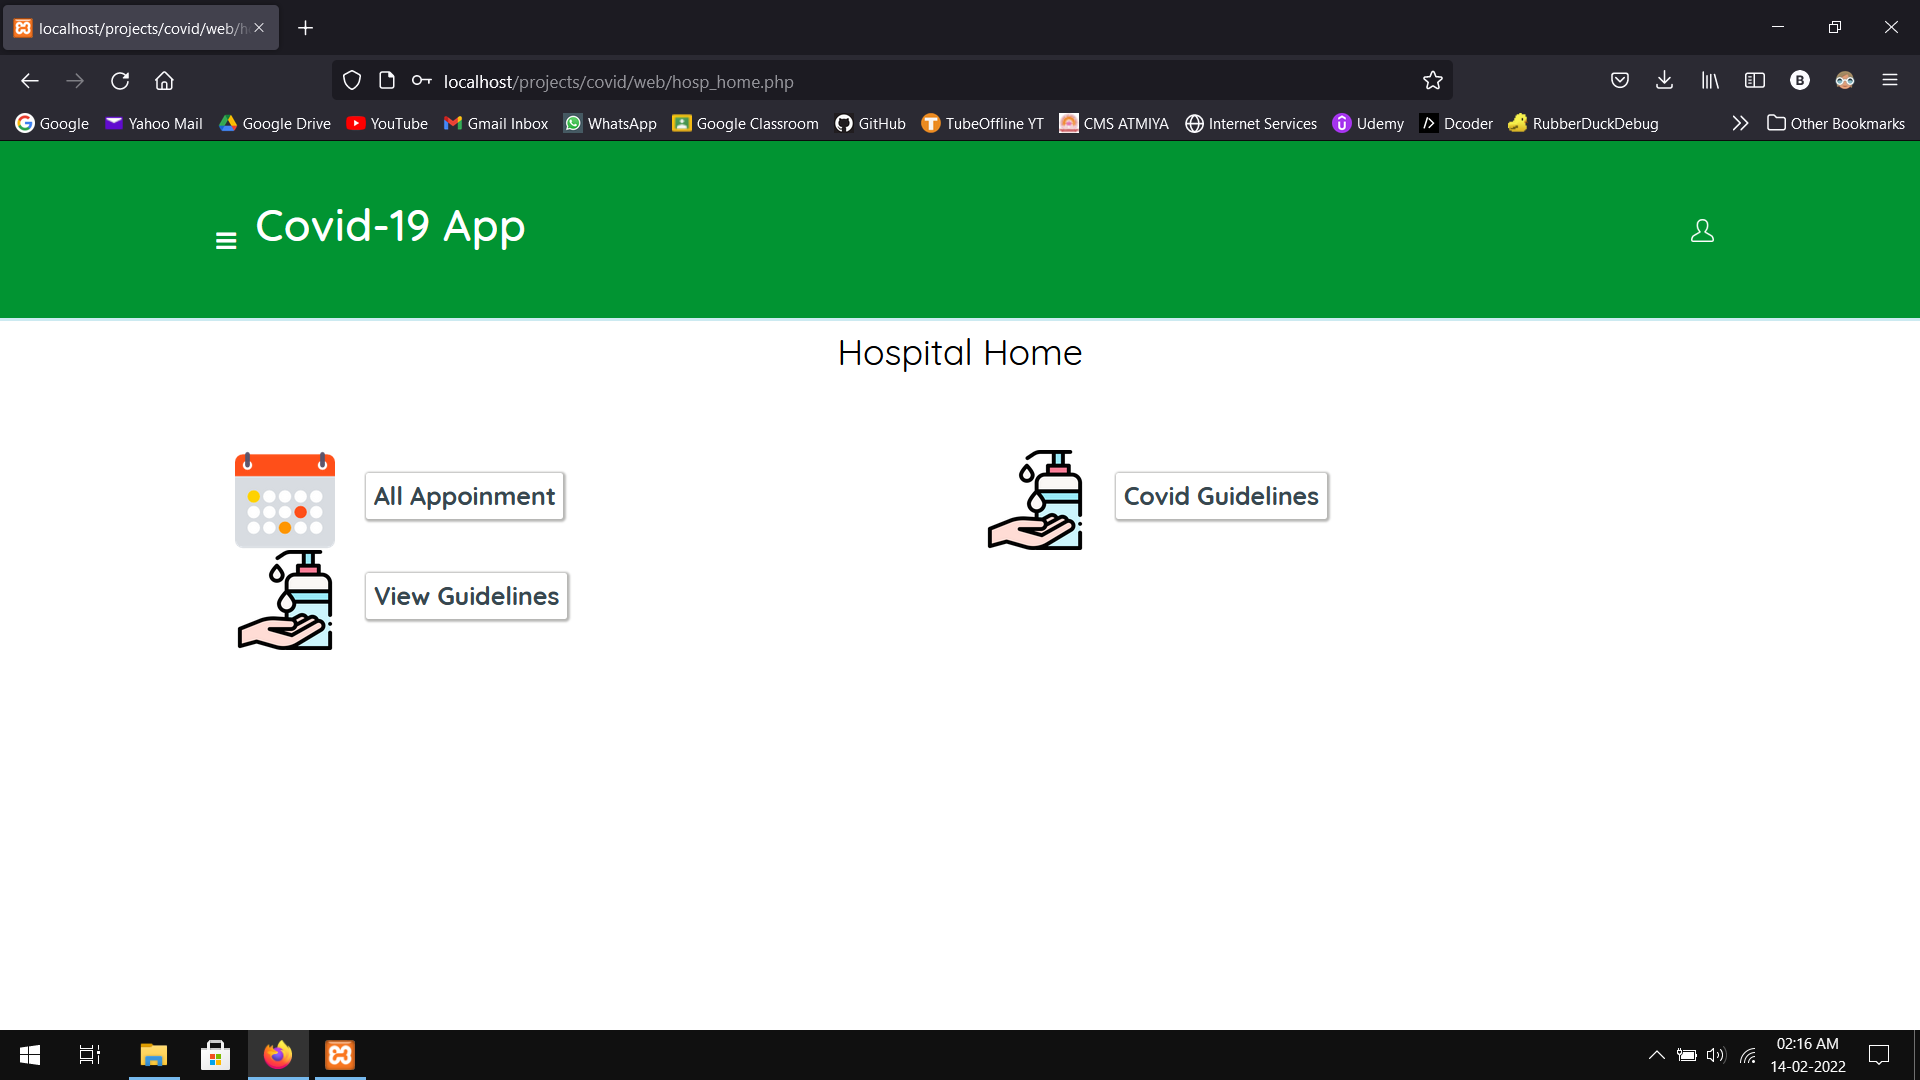 localhost/projects/covid/web/h
localhost/projects/covid/web/hosp_home.php
B
Google Yahoo Mail Google Drive YouTube Gmail Inbox WhatsApp Google Classroom GitHub TubeOffline YT CMS ATMIYA Internet Services Udemy Dcoder RubberDuckDebug Other Bookmarks
Covid-19 App
Hospital Home
All Appoinment
Covid Guidelines
View Guidelines
02:16 AM
14-02-2022